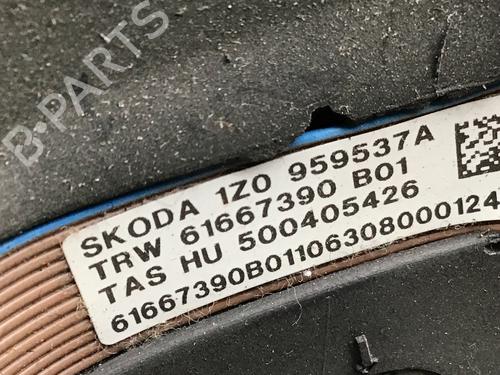 B-PARTS
SKODA 1Z0 959537A
TRW 61667390 B01
TAS HU 500405426
61667390B01106308000124